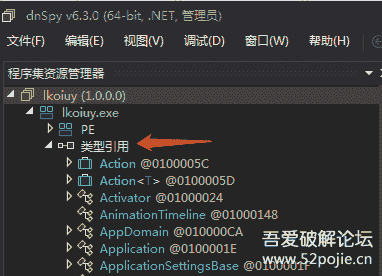 dnSpy v6.3.0 (64-bit, .NET, 管理员)
文件(F) 编辑(E) 视图(V) 调试(D) 窗口(W) 帮助(H)
程序集资源管理器
lkoiuy (1.0.0.0)
lkoiuy.exe
PE
类型引用
Action @0100005C
Action<T> @0100005D
Activator @01000024
AnimationTimeline @01000148
AppDomain @010000CA
Application @0100001E
ApplicationSettingsBase @0100001F
吾爱破解论坛
www.52pojie.cn